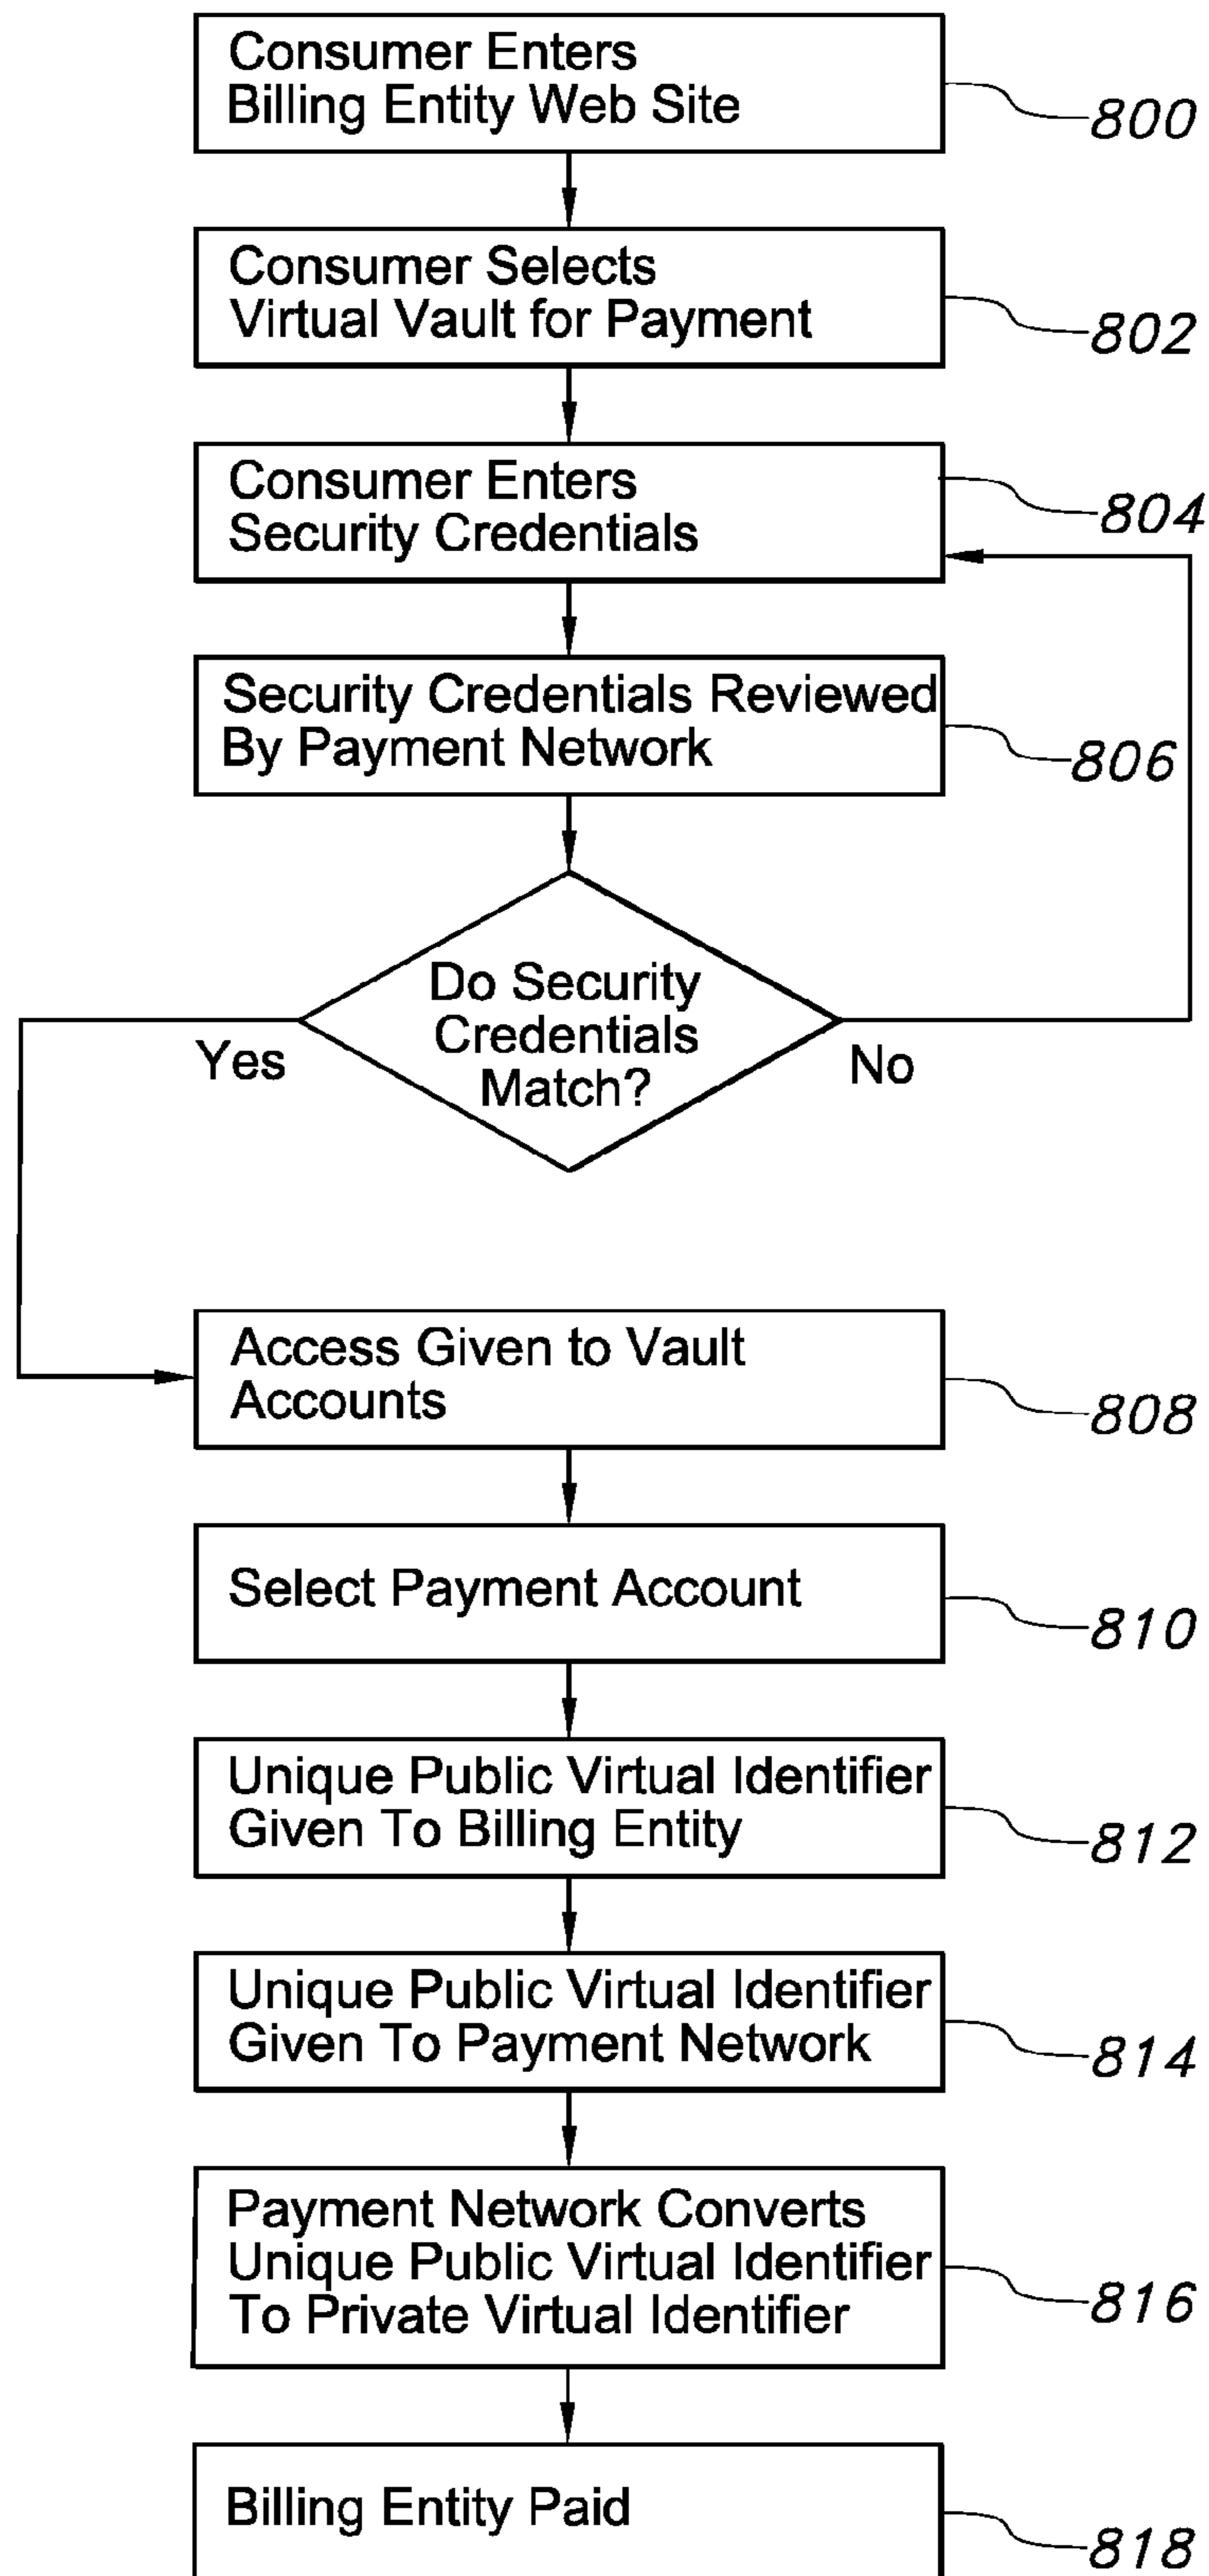 Consumer Enters
Billing Entity Web Site
800
Consumer Selects
Virtual Vault for Payment
802
Consumer Enters
Security Credentials
804
Security Credentials Reviewed
By Payment Network
806
Do Security
Credentials
Match?
Yes
No
Access Given to Vault
Accounts
808
Select Payment Account
810
Unique Public Virtual Identifier
Given To Billing Entity
812
Unique Public Virtual Identifier
Given To Payment Network
814
Payment Network Converts
Unique Public Virtual Identifier
To Private Virtual Identifier
816
Billing Entity Paid
818